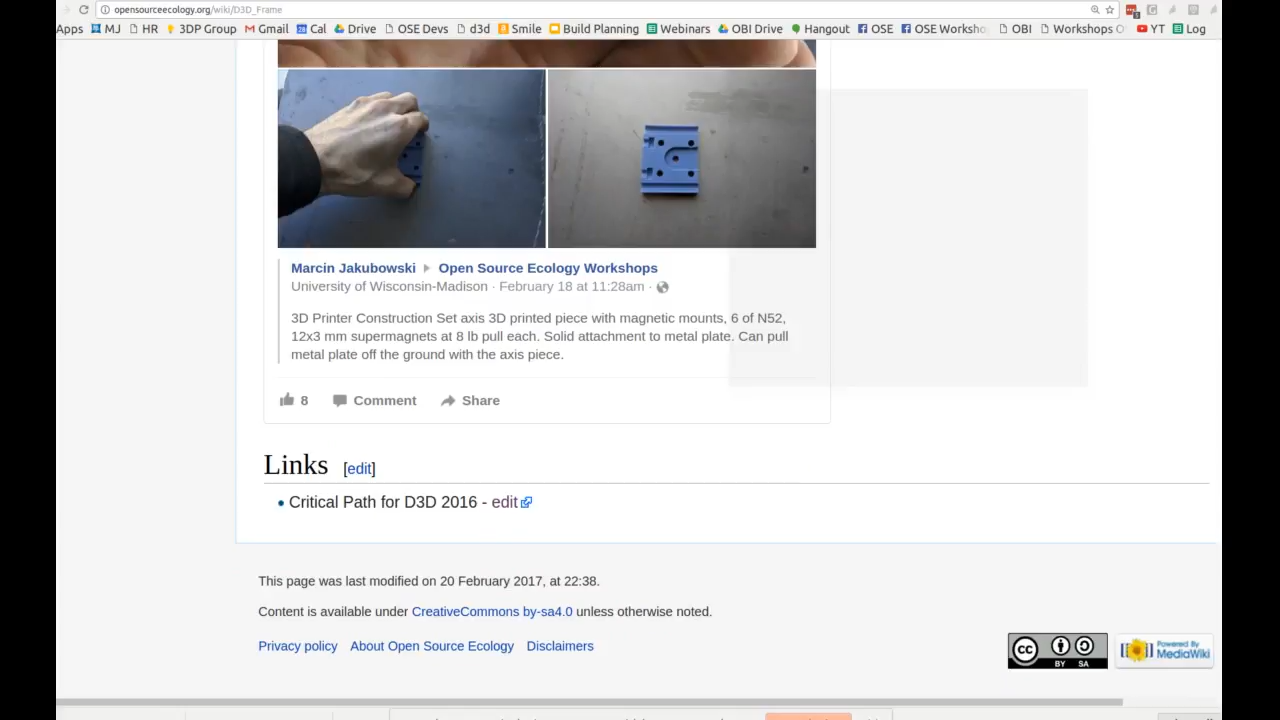 opensourceecology.org/wiki/D3D_Frame
Apps MJ HR 3DP Group Gmail Cal Drive OSE Devs d3d Smile Build Planning Webinars OBI Drive Hangout OSE OSE Worksho OBI Workshops O YT Log
Marcin Jakubowski Open Source Ecology Workshops
University of Wisconsin-Madison · February 18 at 11:28am ·
3D Printer Construction Set axis 3D printed piece with magnetic mounts, 6 of N52,
12x3 mm supermagnets at 8 lb pull each. Solid attachment to metal plate. Can pull
metal plate off the ground with the axis piece.
8 Comment Share
Links [edit]
• Critical Path for D3D 2016 - edit
This page was last modified on 20 February 2017, at 22:38.
Content is available under CreativeCommons by-sa4.0 unless otherwise noted.
Privacy policy About Open Source Ecology Disclaimers
CC BY SA
Powered By
MediaWiki